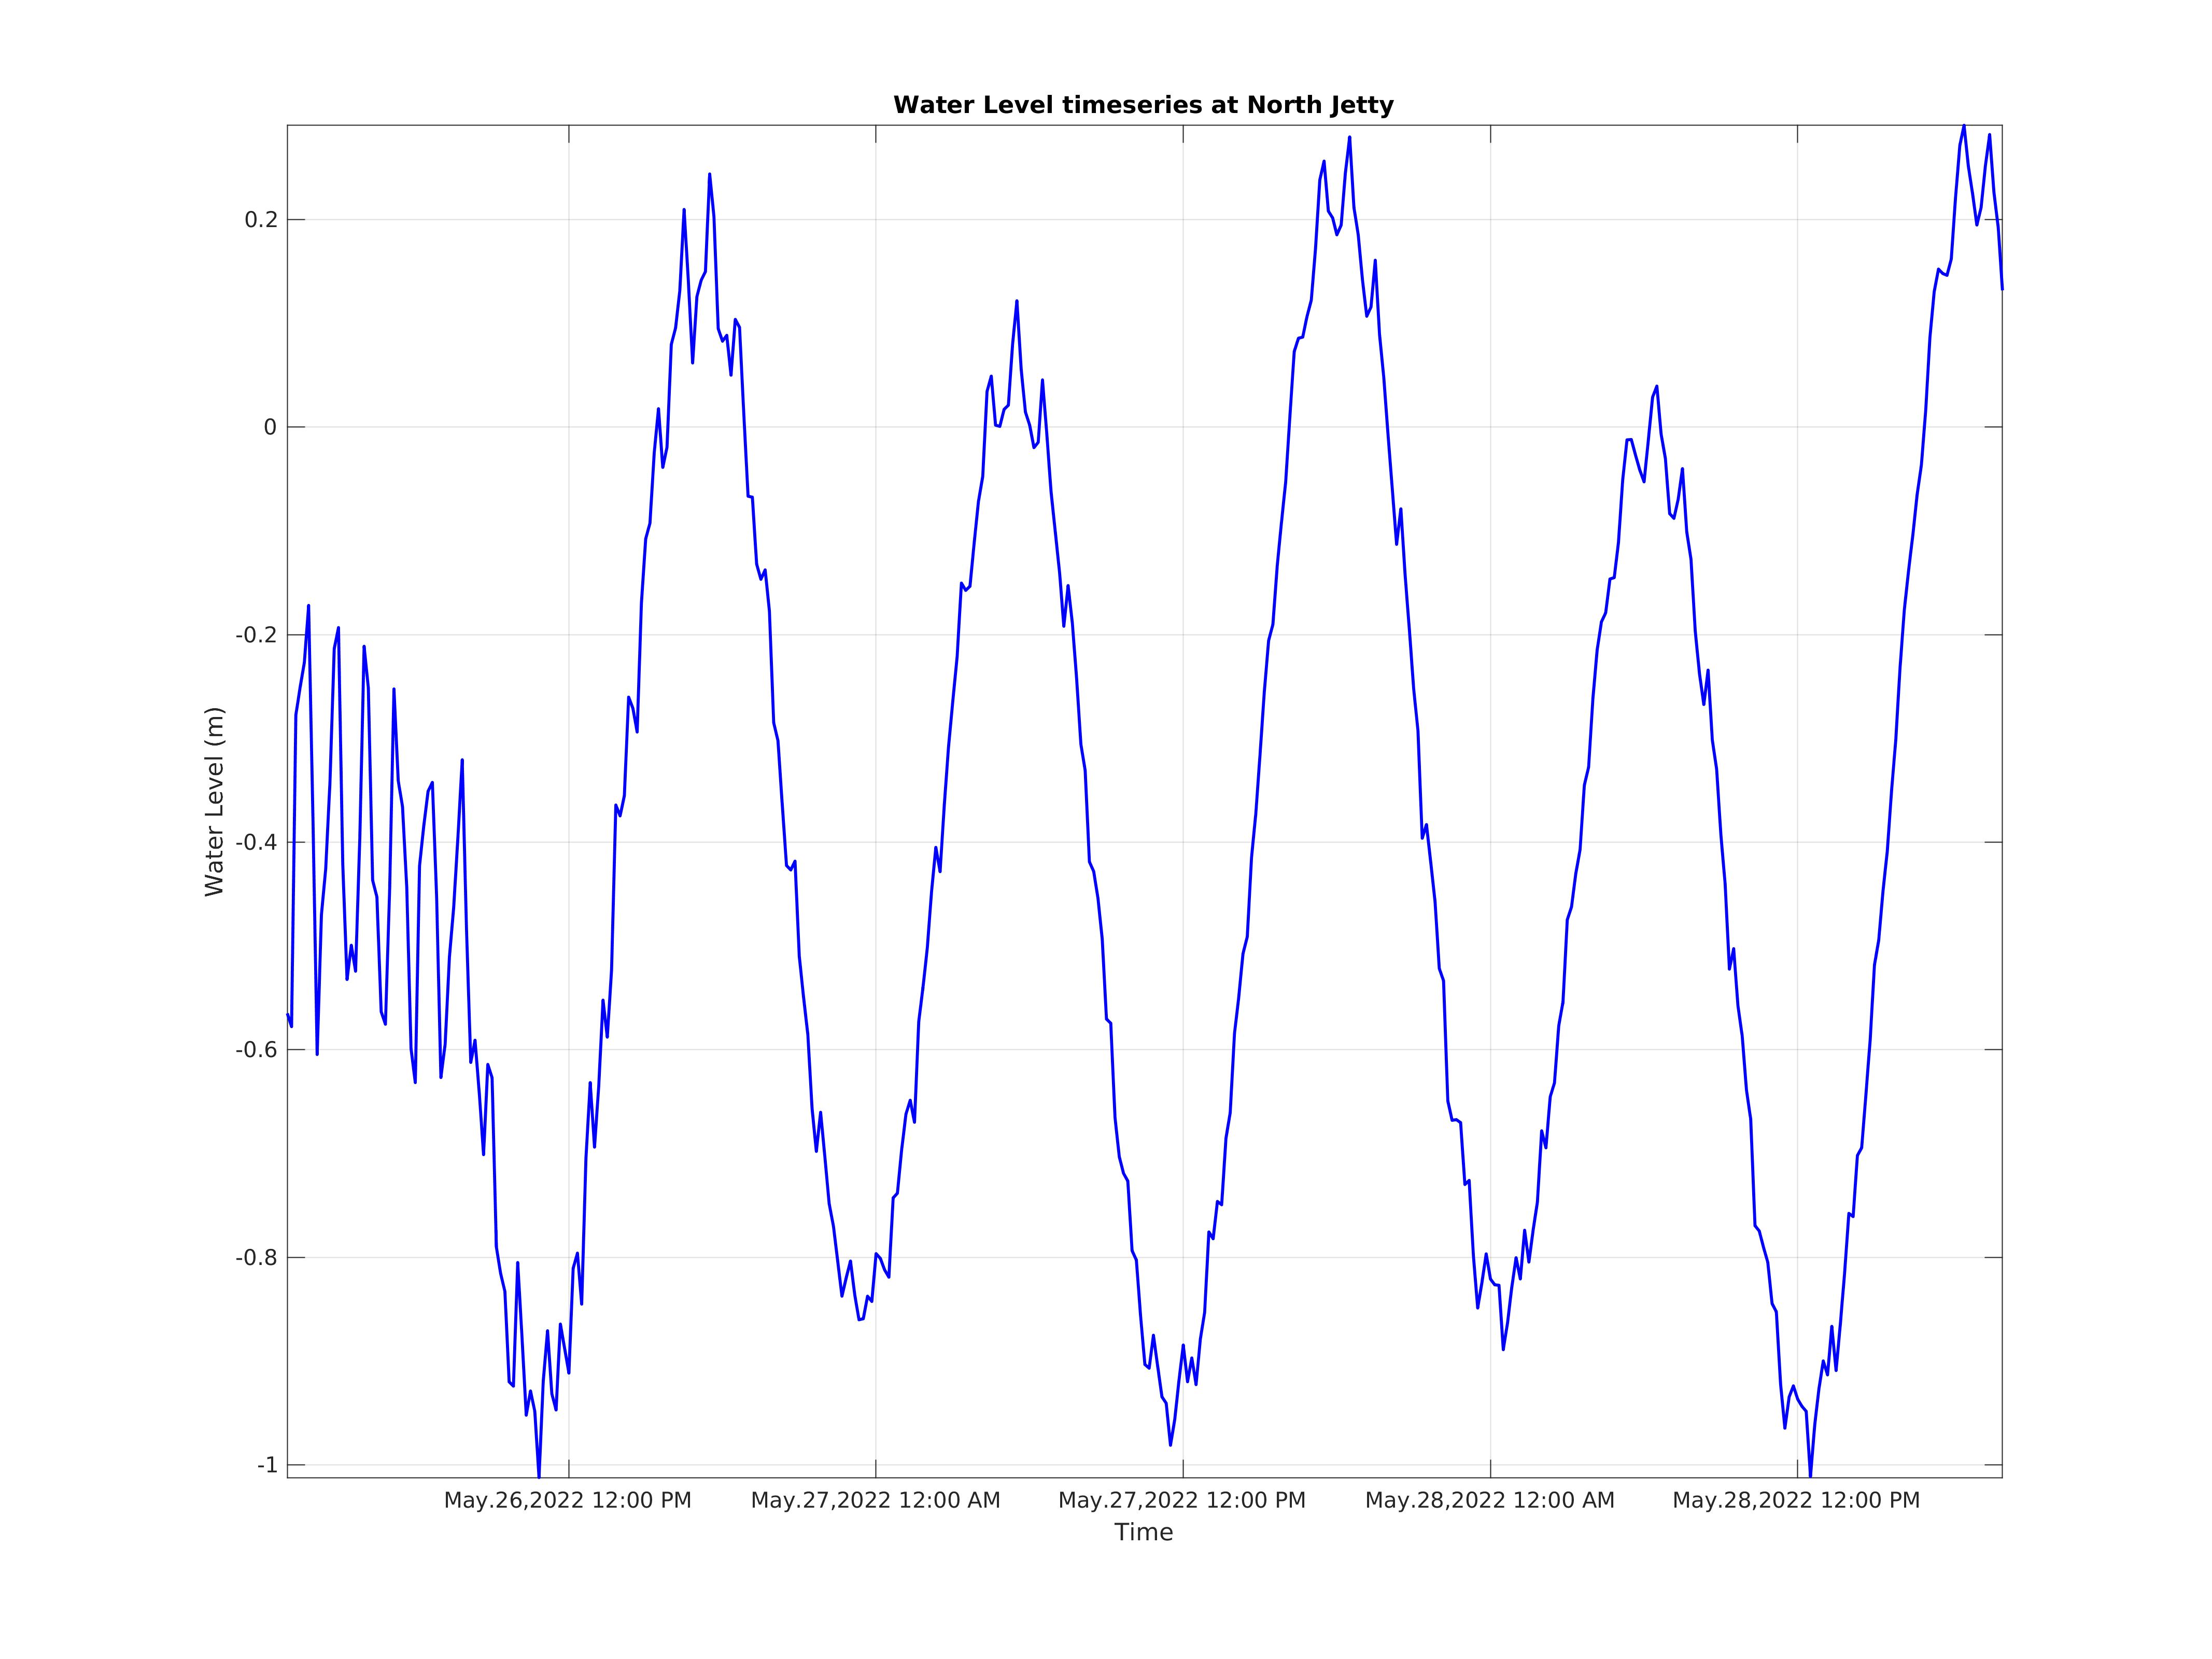 Water Level timeseries at North Jetty
0.2
0
-0.2
-0.4
-0.6
-0.8
-1
Water Level (m)
May.26,2022 12:00 PM
May.27,2022 12:00 AM
May.27,2022 12:00 PM
May.28,2022 12:00 AM
May.28,2022 12:00 PM
Time